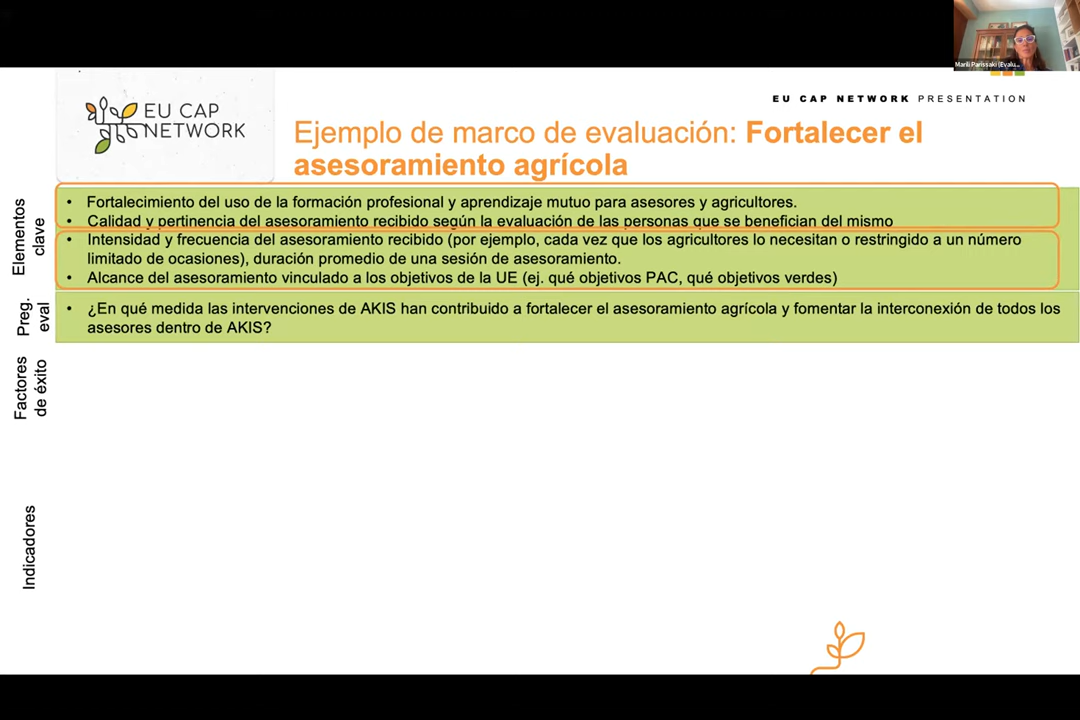 Marili Parissaki (Evalu...
EU CAP
NETWORK
EU CAP NETWORK PRESENTATION
Ejemplo de marco de evaluación: Fortalecer el
asesoramiento agrícola
Elementos
clave
• Fortalecimiento del uso de la formación profesional y aprendizaje mutuo para asesores y agricultores.
• Calidad y pertinencia del asesoramiento recibido según la evaluación de las personas que se benefician del mismo
• Intensidad y frecuencia del asesoramiento recibido (por ejemplo, cada vez que los agricultores lo necesitan o restringido a un número
limitado de ocasiones), duración promedio de una sesión de asesoramiento.
• Alcance del asesoramiento vinculado a los objetivos de la UE (ej. qué objetivos PAC, qué objetivos verdes)
Preg.
eval
• ¿En qué medida las intervenciones de AKIS han contribuido a fortalecer el asesoramiento agrícola y fomentar la interconexión de todos los
asesores dentro de AKIS?
Factores
de éxito
Indicadores